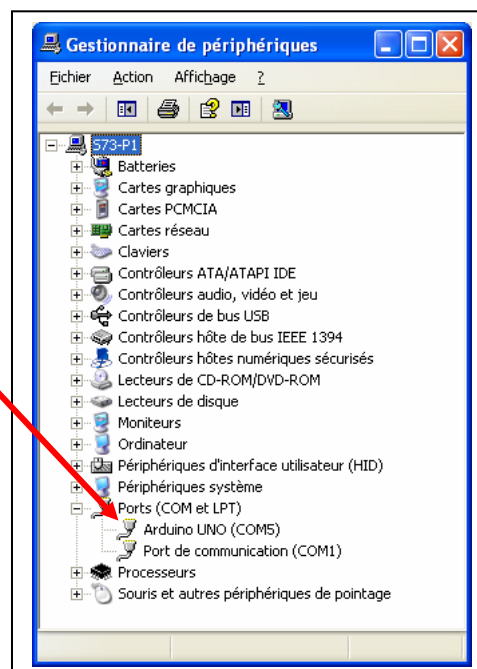 Gestionnaire de périphériques
Fichier Action Affichage ?
S73-P1
Batteries
Cartes graphiques
Cartes PCMCIA
Cartes réseau
Claviers
Contrôleurs ATA/ATAPI IDE
Contrôleurs audio, vidéo et jeu
Contrôleurs de bus USB
Contrôleurs hôte de bus IEEE 1394
Contrôleurs hôtes numériques sécurisés
Lecteurs de CD-ROM/DVD-ROM
Lecteurs de disque
Moniteurs
Ordinateur
Périphériques d'interface utilisateur (HID)
Périphériques système
Ports (COM et LPT)
Arduino UNO (COM5)
Port de communication (COM1)
Processeurs
Souris et autres périphériques de pointage